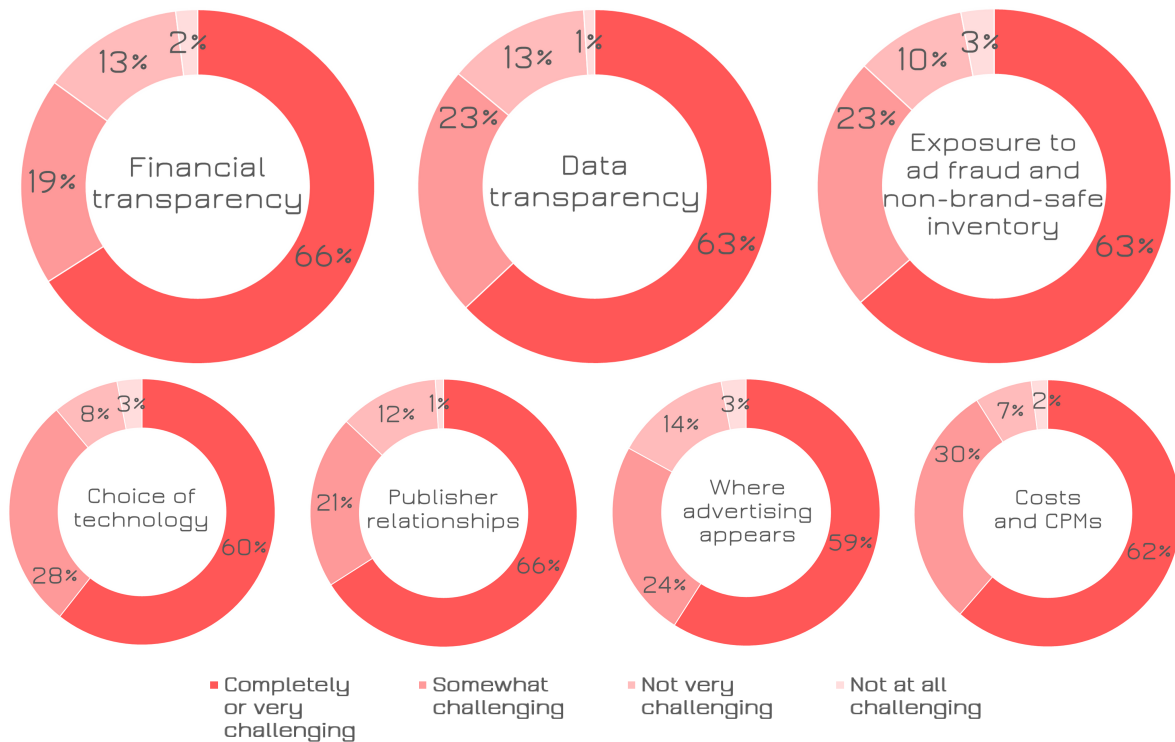 2%
13%
19%
Financial
transparency
66%
1%
13%
23%
Data
transparency
63%
3%
10%
23%
Exposure to
ad fraud and
non-brand-safe
inventory
63%
3%
8%
Choice of
technology
60%
28%
1%
12%
21%
Publisher
relationships
66%
3%
14%
Where
advertising
appears
59%
24%
2%
7%
30%
Costs
and CPMs
62%
Completely
or very
challenging
Somewhat
challenging
Not very
challenging
Not at all
challenging